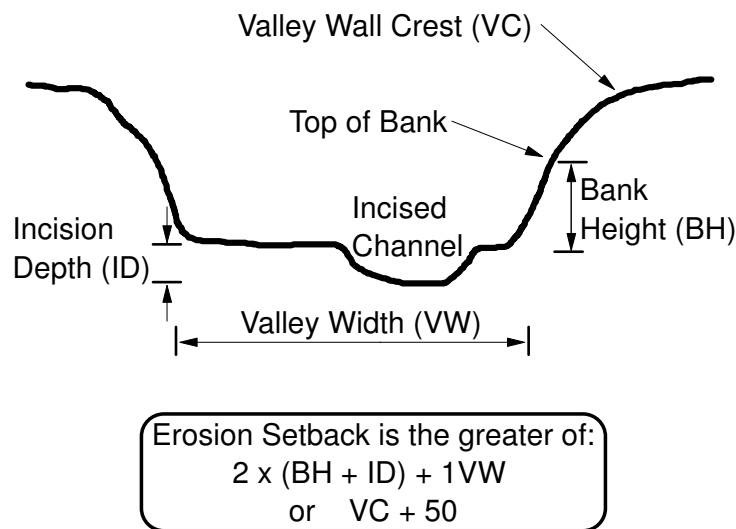 Valley Wall Crest (VC)
Top of Bank
Bank
Height (BH)
Incised
Channel
Incision
Depth (ID)
Valley Width (VW)
Erosion Setback is the greater of:
2 x (BH + ID) + 1VW
or VC + 50